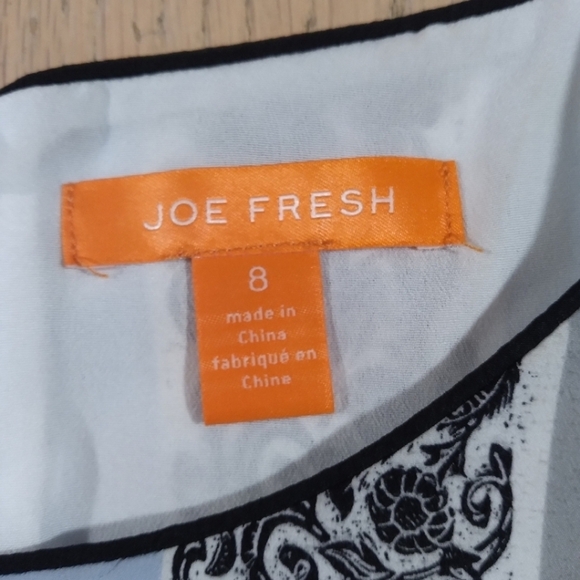 JOE FRESH
8
made in
China
fabriqué en
Chine